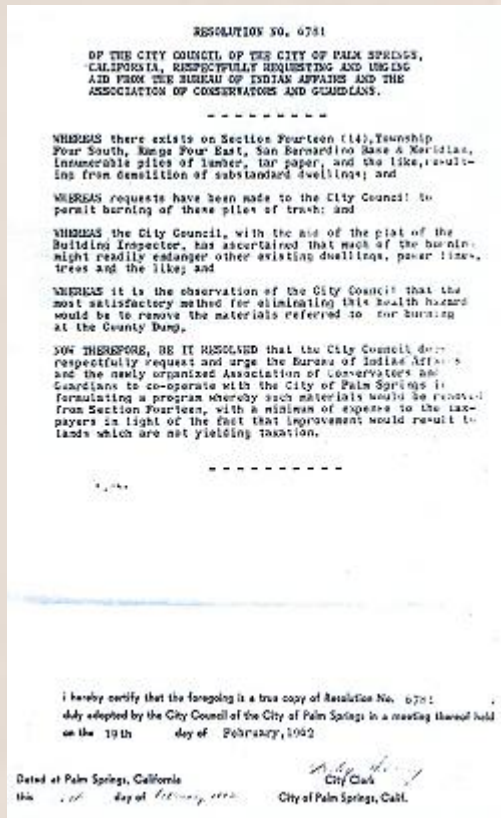 RESOLUTION NO. 6781
OF THE CITY COUNCIL OF THE CITY OF PALM SPRINGS,
CALIFORNIA, RESPECTFULLY REQUESTING AND URGING
AID FROM THE BUREAU OF INDIAN AFFAIRS AND THE
ASSOCIATION OF CONSERVATORS AND GUARDIANS.
- - - - - - - - -
WHEREAS there exists on Section Fourteen (14), Township
Four South, Range Four East, San Bernardino Base & Meridian,
innumerable piles of lumber, tar paper, and the like, result-
ing from demolition of substandard dwellings; and
WHEREAS requests have been made to the City Council to
permit burning of these piles of trash; and
WHEREAS the City Council, with the aid of the plat of the
Building Inspector, has ascertained that much of the burning
might readily endanger other existing dwellings, power lines,
trees and the like; and
WHEREAS it is the observation of the City Council that the
most satisfactory method for eliminating this health hazard
would be to remove the materials referred to for burning
at the County Dump,
NOW THEREFORE, BE IT RESOLVED that the City Council does
respectfully request and urge the Bureau of Indian Affairs
and the newly organized Association of Conservators and
Guardians to co-operate with the City of Palm Springs in
formulating a program whereby such materials would be removed
from Section Fourteen, with a minimum of expense to the tax-
payers in light of the fact that improvement would result to
lands which are not yielding taxation.
- - - - - - - - - -
I hereby certify that the foregoing is a true copy of Resolution No. 6781
duly adopted by the City Council of the City of Palm Springs in a meeting thereof held
on the 19th day of February, 1962
Dated at Palm Springs, California
City Clerk
this day of February, 1962 City of Palm Springs, Calif.